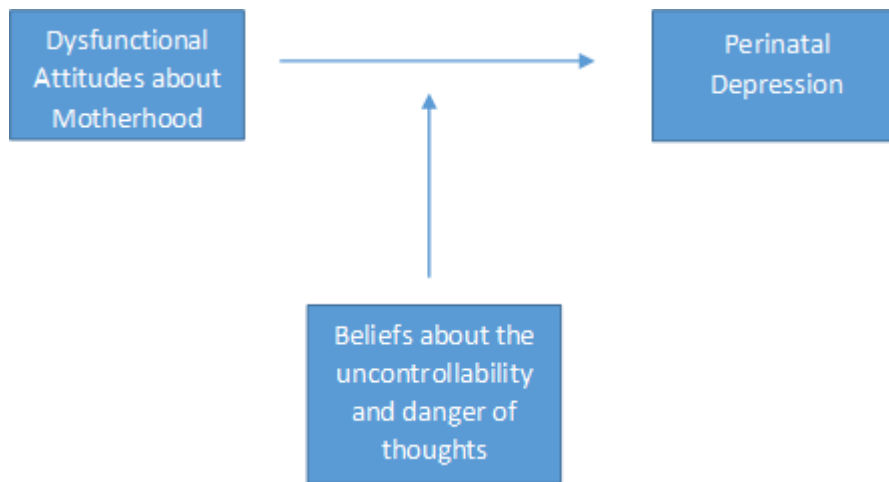 Dysfunctional
Attitudes about
Motherhood
Perinatal
Depression
Beliefs about the
uncontrollability
and danger of
thoughts